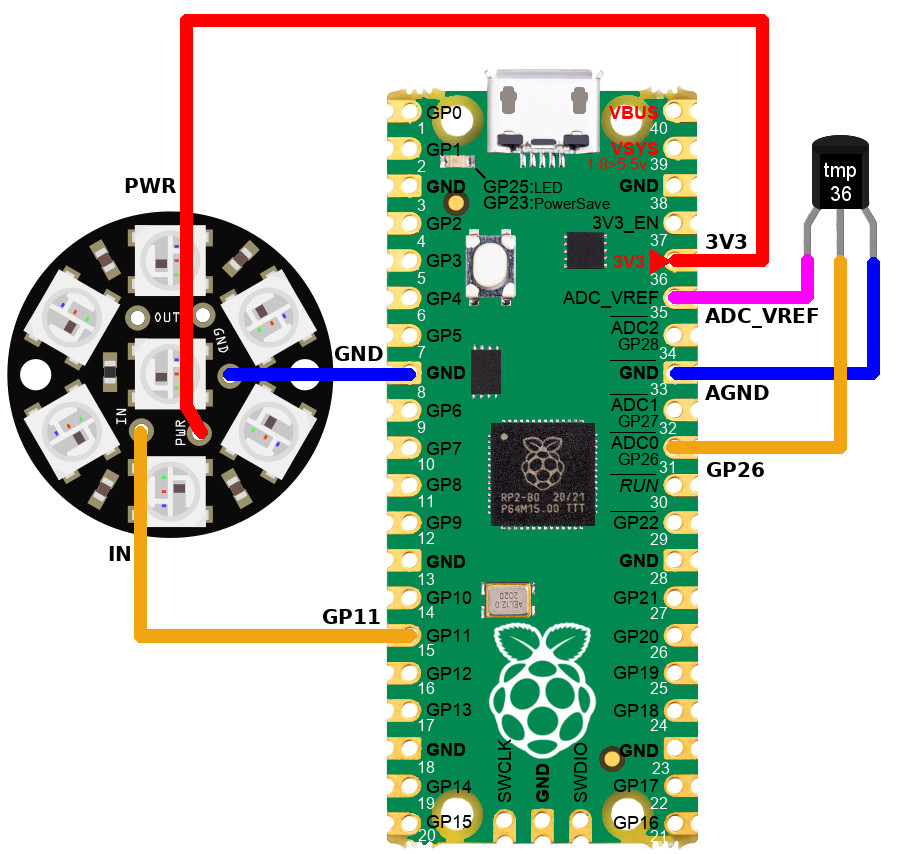 PWR
OUT
GND
IN
PWR
IN
GND
GP11
GP0
1
GP1
2
GND
3
GP2
4
GP3
5
GP4
6
GP5
7
GND
8
GP6
9
GP7
10
GP8
11
GP9
12
GND
13
GP10
14
GP11
15
GP12
16
GP13
17
GND
18
GP14
19
GP15
20
GP25:LED
GP23:PowerSave
RP2-B0 20/21
P64M15.00 TTT
AEL12.0
2020
SWCLK
GND
SWDIO
VBUS
40
VSYS
39
1.8>5.5v
GND
38
3V3_EN
37
3V3
36
ADC_VREF
35
ADC2
GP28
34
GND
33
ADC1
GP27
32
ADC0
GP26
31
RUN
30
GP22
29
GND
28
GP21
27
GP20
26
GP19
25
GP18
24
GND
23
GP17
22
GP16
21
3V3
ADC_VREF
AGND
GP26
tmp
36